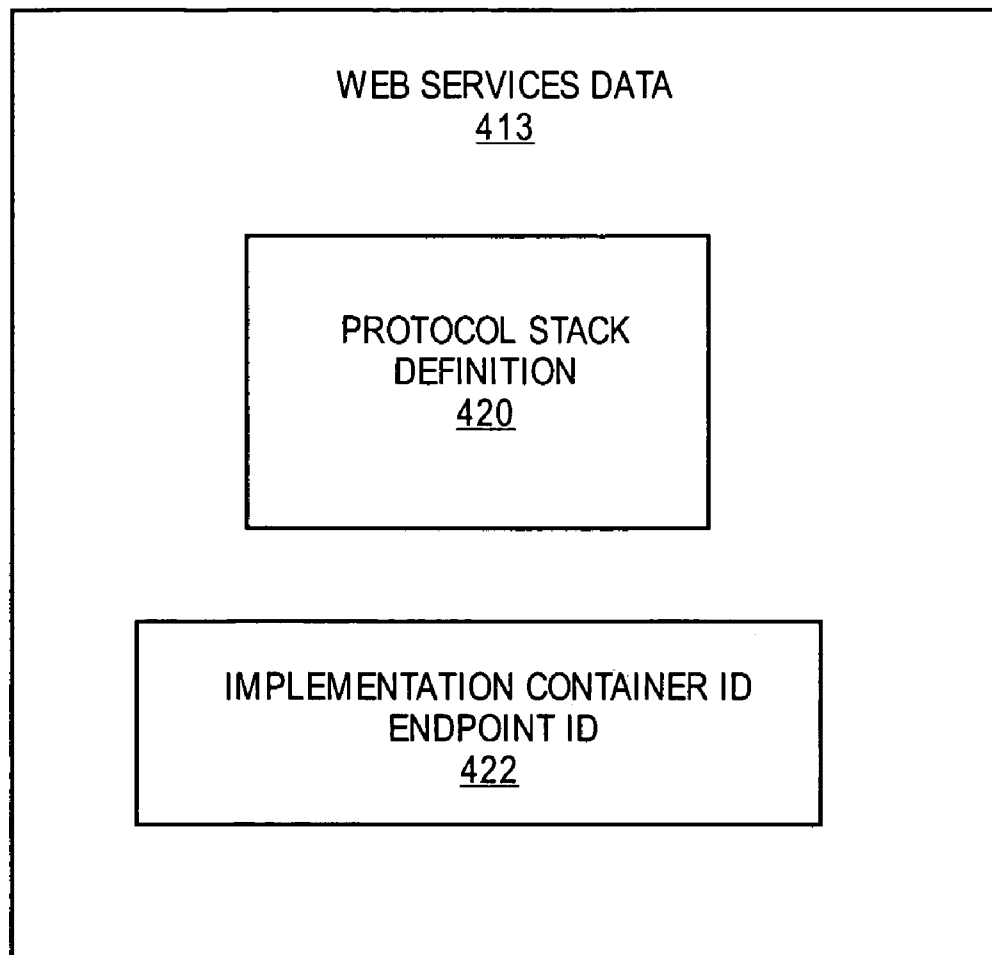 WEB SERVICES DATA
413
PROTOCOL STACK
DEFINITION
420
IMPLEMENTATION CONTAINER ID
ENDPOINT ID
422